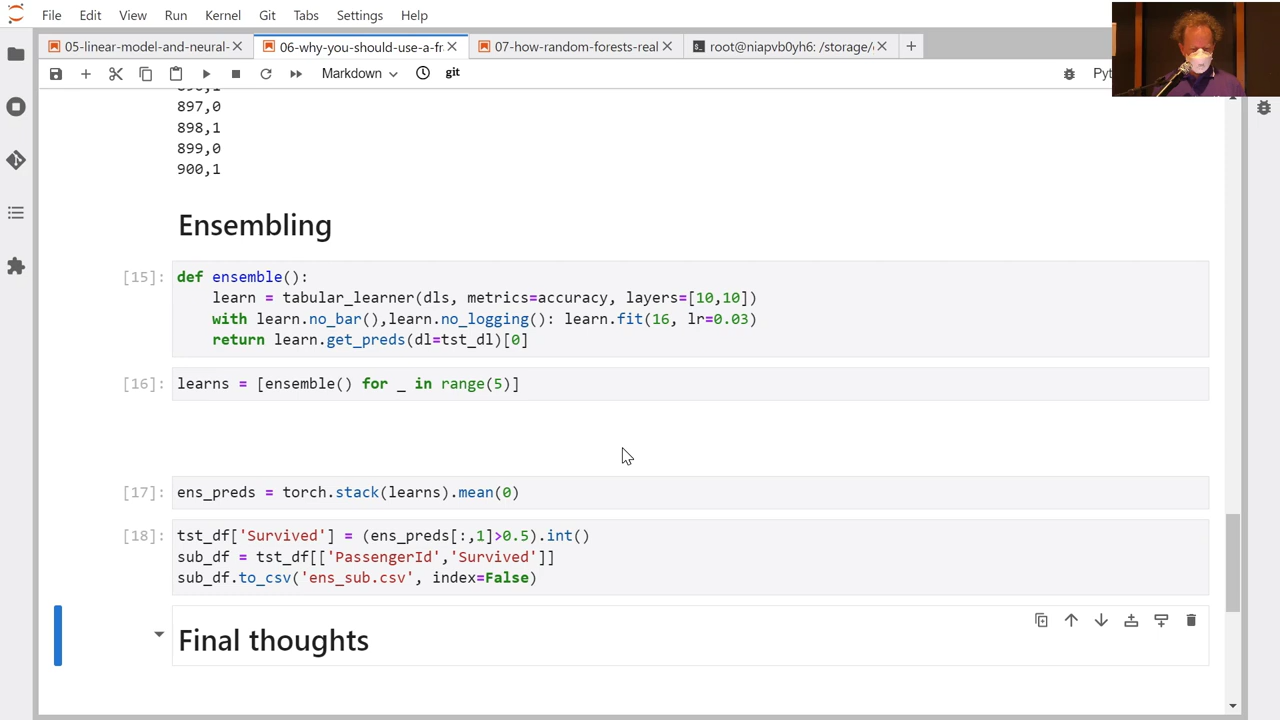 File Edit View Run Kernel Git Tabs Settings Help
05-linear-model-and-neural- 06-why-you-should-use-a-fr 07-how-random-forests-real root@niapvb0yh6: /storage/
Markdown git
897,0
898,1
899,0
900,1
Ensembling
[15]: def ensemble():
learn = tabular_learner(dls, metrics=accuracy, layers=[10,10])
with learn.no_bar(),learn.no_logging(): learn.fit(16, lr=0.03)
return learn.get_preds(dl=tst_dl)[0]
[16]: learns = [ensemble() for _ in range(5)]
[17]: ens_preds = torch.stack(learns).mean(0)
[18]: tst_df['Survived'] = (ens_preds[:,1]>0.5).int()
sub_df = tst_df[['PassengerId','Survived']]
sub_df.to_csv('ens_sub.csv', index=False)
Final thoughts